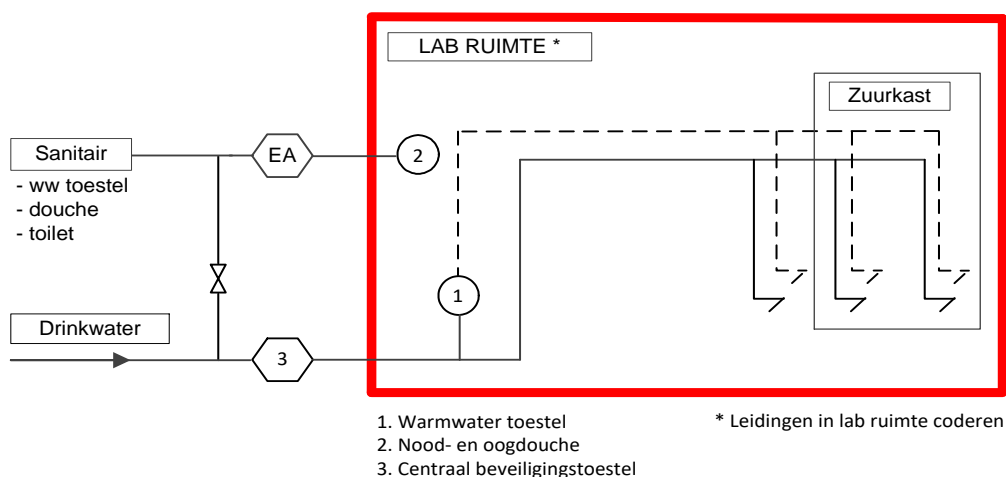 LAB RUIMTE *
Zuurkast
Sanitair
- ww toestel
- douche
- toilet
EA
2
1
Drinkwater
3
1. Warmwater toestel
2. Nood- en oogdouche
3. Centraal beveiligingstoestel
* Leidingen in lab ruimte coderen